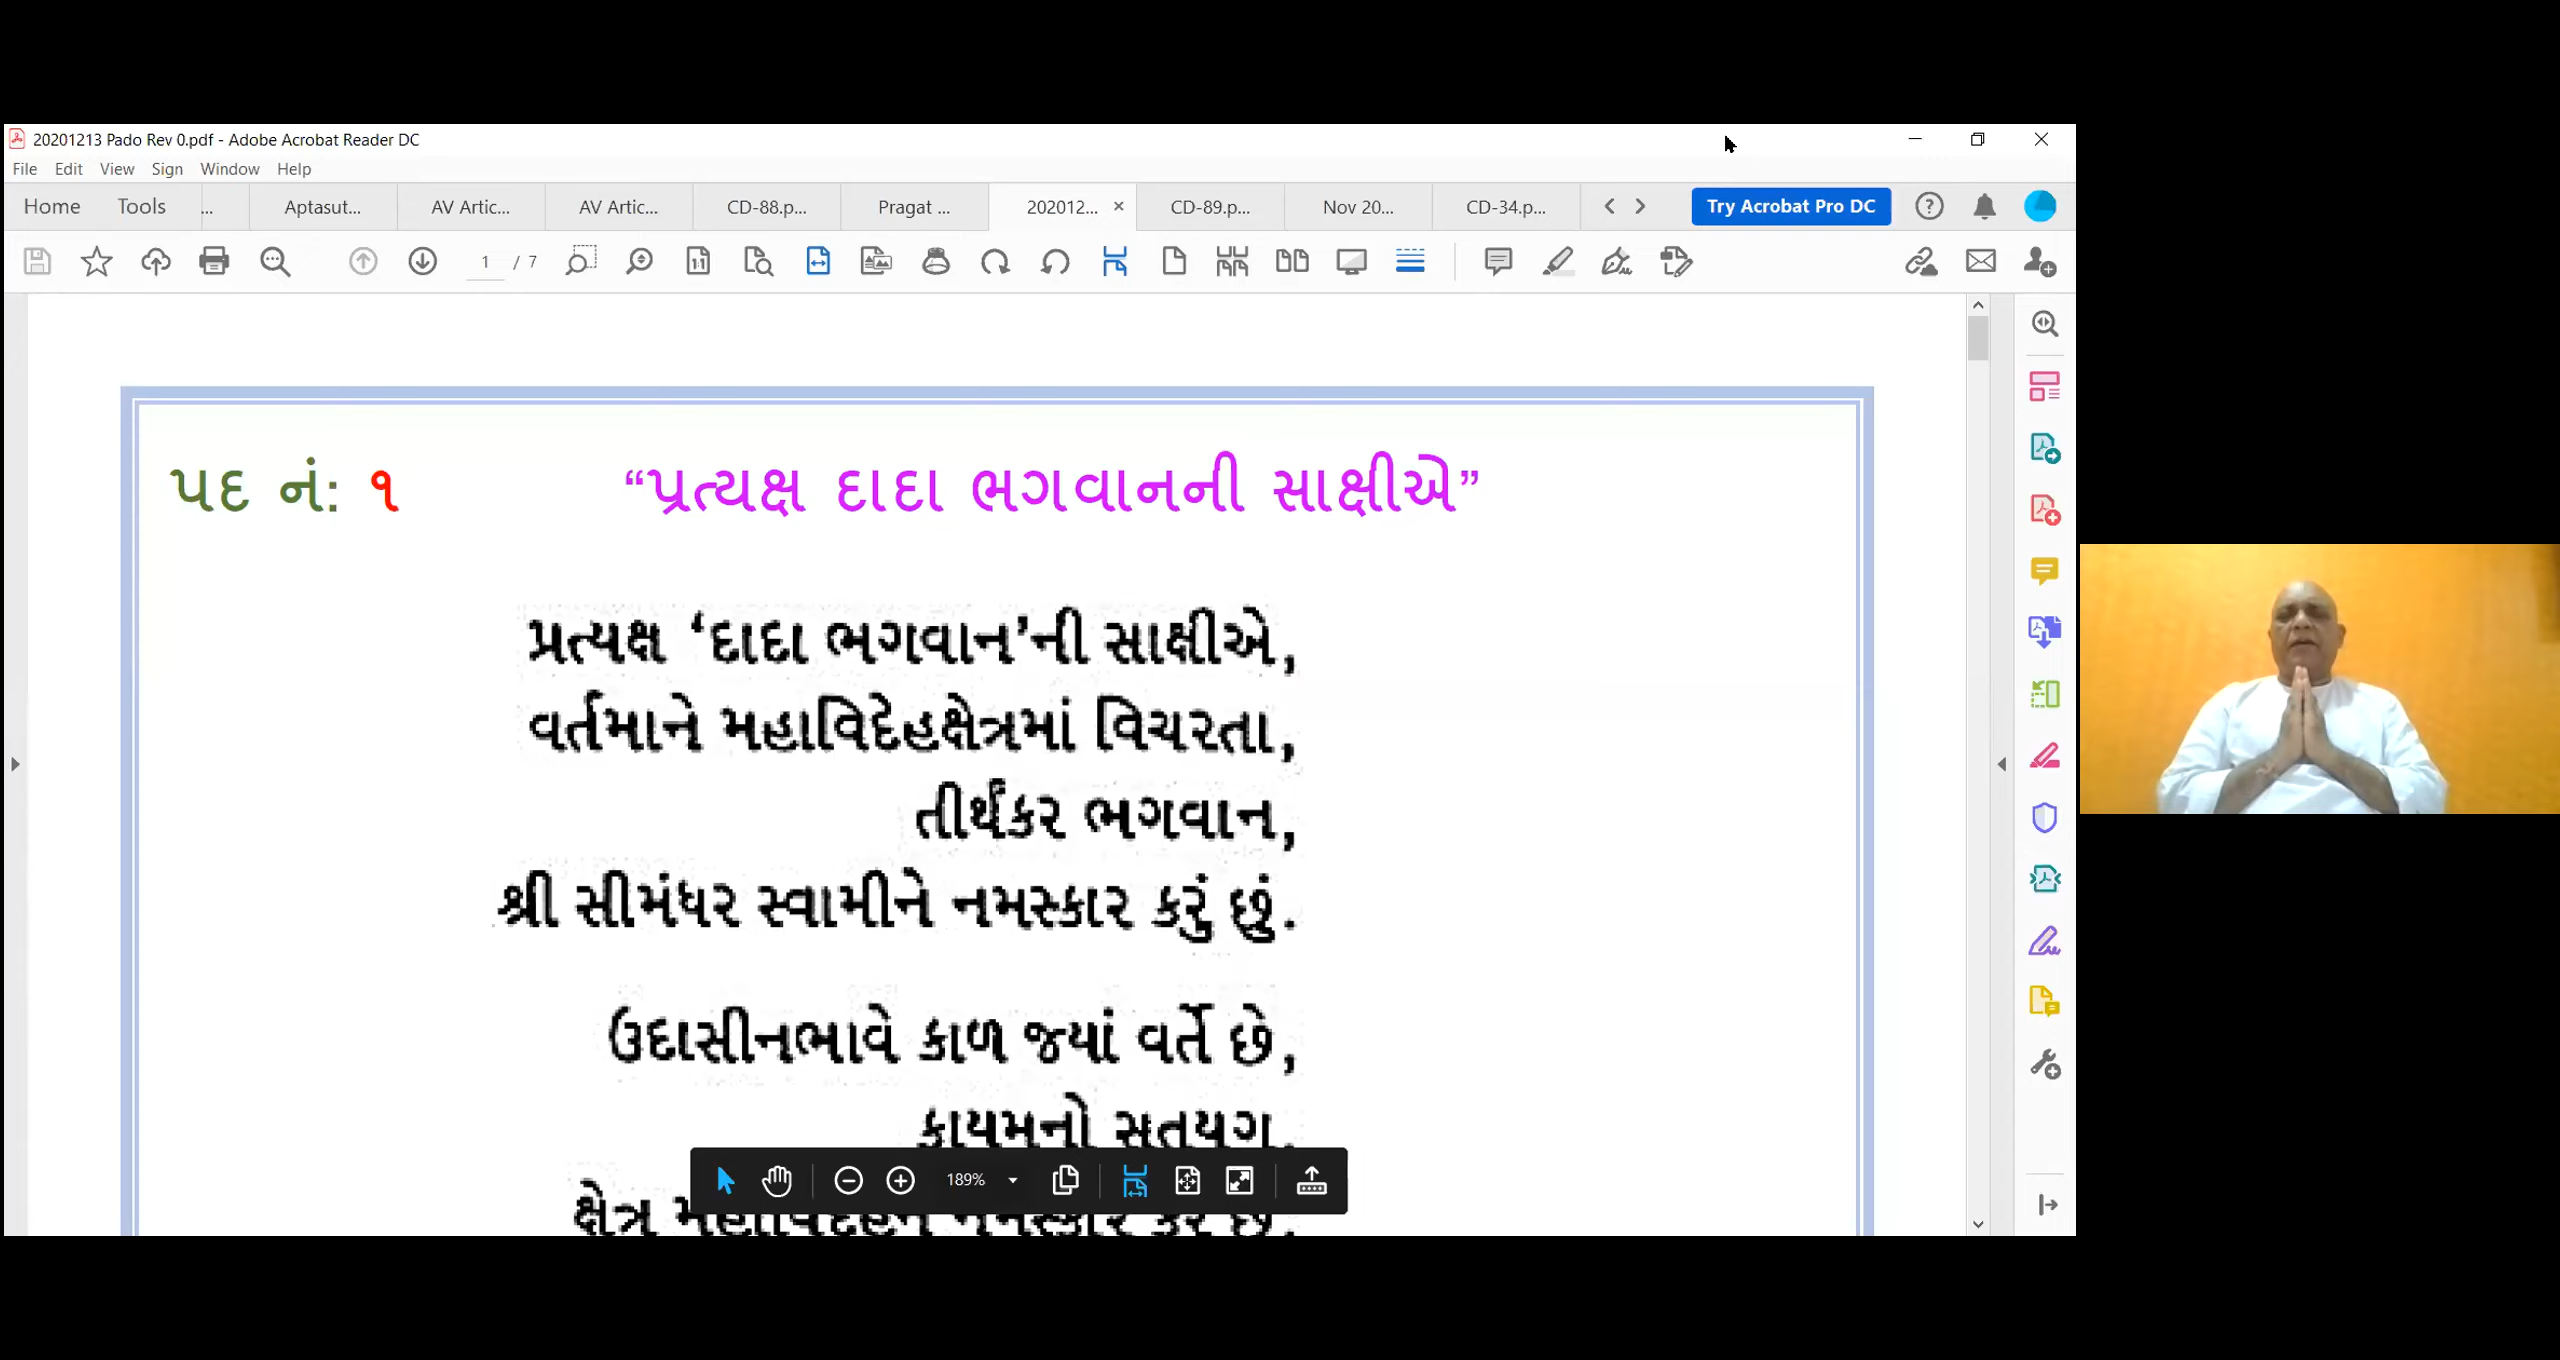 20201213 Pado Rev 0.pdf - Adobe Acrobat Reader DC
File Edit View Sign Window Help
Home Tools ... Aptasut... AV Artic... AV Artic... CD-88.p... Pragat ... 202012... × CD-89.p... Nov 20... CD-34.p... Try Acrobat Pro DC
1 / 7
પદ નં: ૧ “પ્રત્યક્ષ દાદા ભગવાનની સાક્ષીએ”
પ્રત્યક્ષ ‘દાદા ભગવાન’ની સાક્ષીએ,
વર્તમાને મહાવિદેહક્ષેત્રમાં વિચરતા,
તીર્થંકર ભગવાન,
શ્રી સીમંધર સ્વામીને નમસ્કાર કરું છું.
ઉદાસીનભાવે કાળ જ્યાં વર્તે છે,
કાયમનો સતયુગ,
189%
ક્ષેત્ર